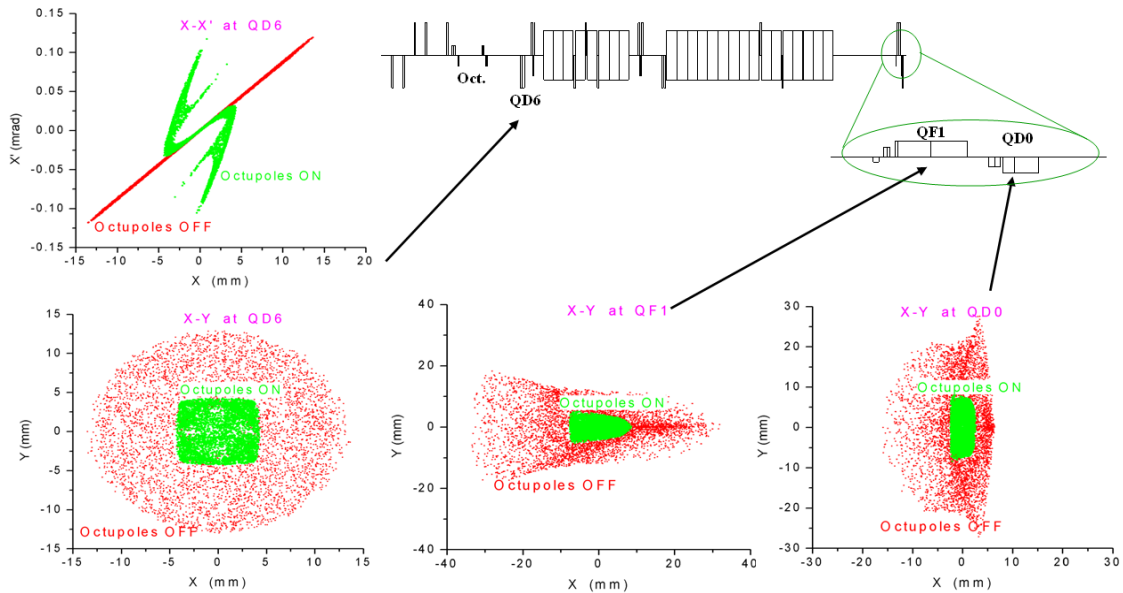 X-X' at QD6
0.15
0.10
0.05
0.00
-0.05
-0.10
-0.15
X' (mrad)
Octupoles ON
Octupoles OFF
-15 -10 -5 0 5 10 15 20
X (mm)
Oct.
QD6
QF1
QD0
X-Y at QD6
15
10
5
0
-5
-10
-15
Y (mm)
Octupoles ON
Octupoles OFF
-15 -10 -5 0 5 10 15
X (mm)
X-Y at QF1
40
20
0
-20
-40
Y (mm)
Octupoles ON
Octupoles OFF
-40 -20 0 20 40
X (mm)
X-Y at QD0
30
20
10
0
-10
-20
-30
Y (mm)
Octupoles ON
Octupoles OFF
-30 -20 -10 0 10 20 30
X (mm)